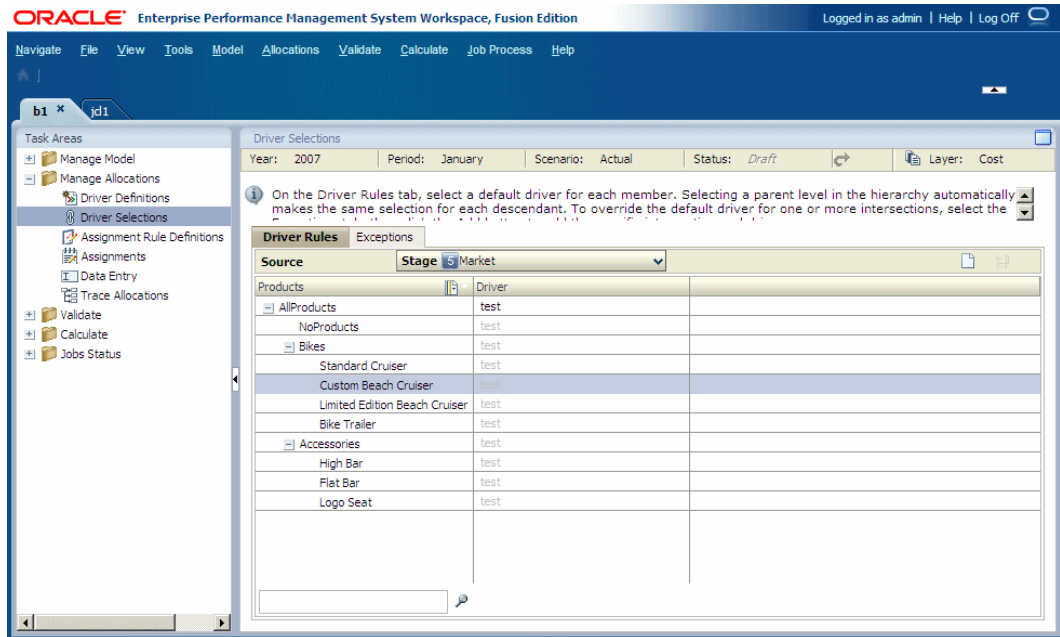 ORACLE Enterprise Performance Management System Workspace, Fusion Edition
Logged in as admin | Help | Log Off
Navigate File View Tools Model Allocations Validate Calculate Job Process Help
b1 jd1
Task Areas
Manage Model
Manage Allocations
Driver Definitions
Driver Selections
Assignment Rule Definitions
Assignments
Data Entry
Trace Allocations
Validate
Calculate
Jobs Status
Driver Selections
Year: 2007 Period: January Scenario: Actual Status: Draft Layer: Cost
On the Driver Rules tab, select a default driver for each member. Selecting a parent level in the hierarchy automatically
makes the same selection for each descendant. To override the default driver for one or more intersections, select the
Driver Rules Exceptions
Source Stage 5 Market
Products Driver
AllProducts test
NoProducts test
Bikes test
Standard Cruiser test
Custom Beach Cruiser test
Limited Edition Beach Cruiser test
Bike Trailer test
Accessories test
High Bar test
Flat Bar test
Logo Seat test